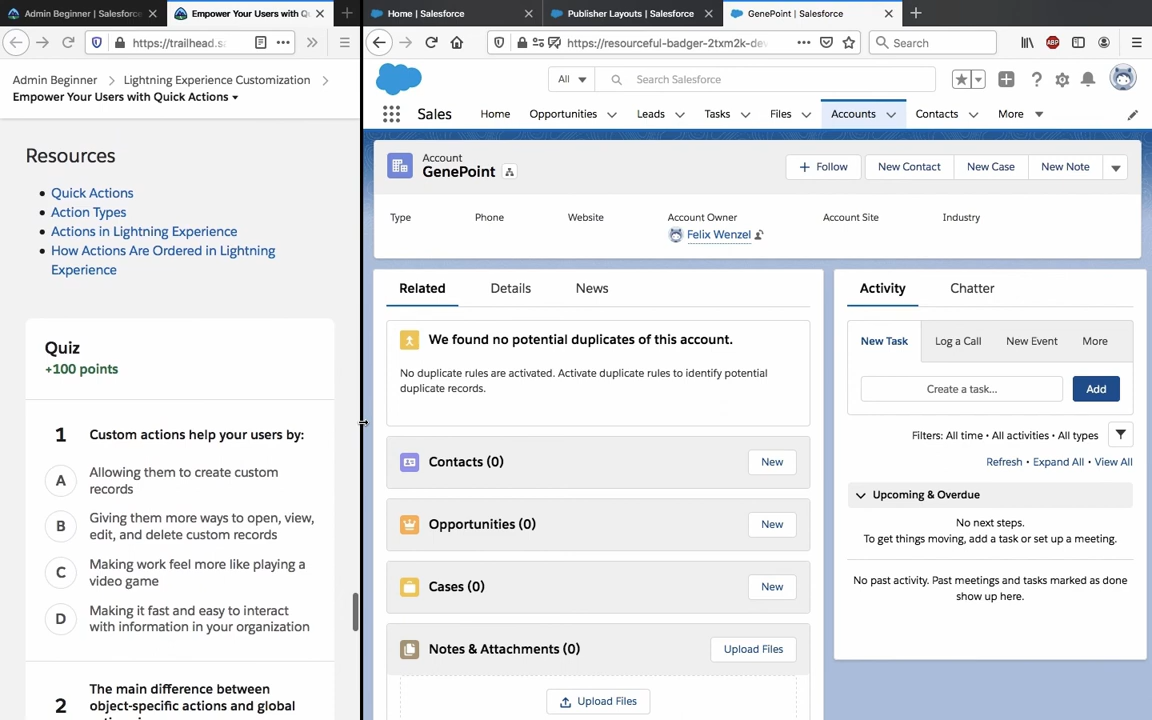 Admin Beginner | Salesforc
Empower Your Users with Q
https://trailhead.sa
Admin Beginner > Lightning Experience Customization >
Empower Your Users with Quick Actions
Resources
• Quick Actions
• Action Types
• Actions in Lightning Experience
• How Actions Are Ordered in Lightning
Experience
Quiz
+100 points
1 Custom actions help your users by:
A Allowing them to create custom
records
B Giving them more ways to open, view,
edit, and delete custom records
C Making work feel more like playing a
video game
D Making it fast and easy to interact
with information in your organization
2 The main difference between
object-specific actions and global
Home | Salesforce
Publisher Layouts | Salesforce
GenePoint | Salesforce
https://resourceful-badger-2txm2k-dev
Search
ABP
All
Search Salesforce
Sales
Home
Opportunities
Leads
Tasks
Files
Accounts
Contacts
More
Account
GenePoint
+ Follow
New Contact
New Case
New Note
Type
Phone
Website
Account Owner
Account Site
Industry
Felix Wenzel
Related
Details
News
We found no potential duplicates of this account.
No duplicate rules are activated. Activate duplicate rules to identify potential
duplicate records.
Contacts (0)
New
Opportunities (0)
New
Cases (0)
New
Notes & Attachments (0)
Upload Files
Upload Files
Activity
Chatter
New Task
Log a Call
New Event
More
Create a task...
Add
Filters: All time • All activities • All types
Refresh • Expand All • View All
Upcoming & Overdue
No next steps.
To get things moving, add a task or set up a meeting.
No past activity. Past meetings and tasks marked as done
show up here.